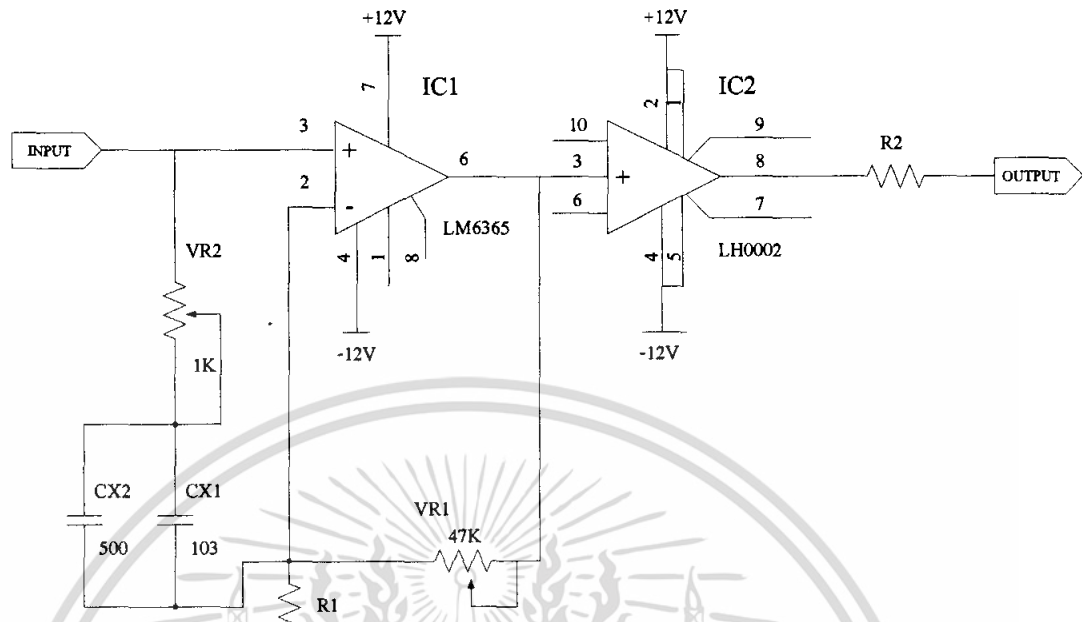 +12V
+12V
7
IC1
2
1
IC2
3
10
9
INPUT
+
6
3
+
8
R2
OUTPUT
2
-
6
7
LM6365
LH0002
VR2
4
1
8
4
5
1K
-12V
-12V
CX2
CX1
VR1
500
103
47K
R1